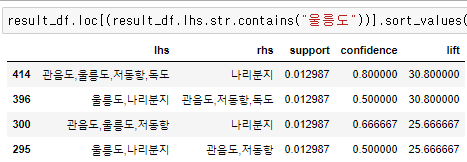 result_df.loc[(result_df.lhs.str.contains("울릉도"))].sort_values(
lhs rhs support confidence lift
414 관음도,울릉도,저동항,독도 나리분지 0.012987 0.800000 30.800000
396 울릉도,나리분지 관음도,저동항,독도 0.012987 0.500000 30.800000
300 관음도,울릉도,저동항 나리분지 0.012987 0.666667 25.666667
295 울릉도,나리분지 관음도,저동항 0.012987 0.500000 25.666667